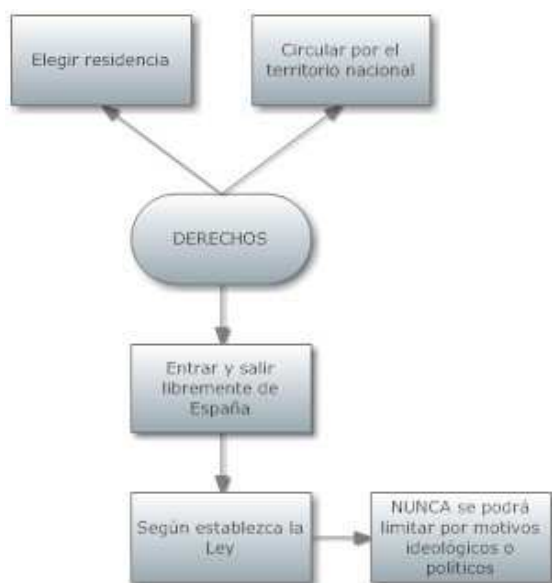 Elegir residencia
Circular por el
territorio nacional
DERECHOS
Entrar y salir
libremente de
España
Según establezca la
Ley
NUNCA se podrá
limitar por motivos
ideológicos o
políticos